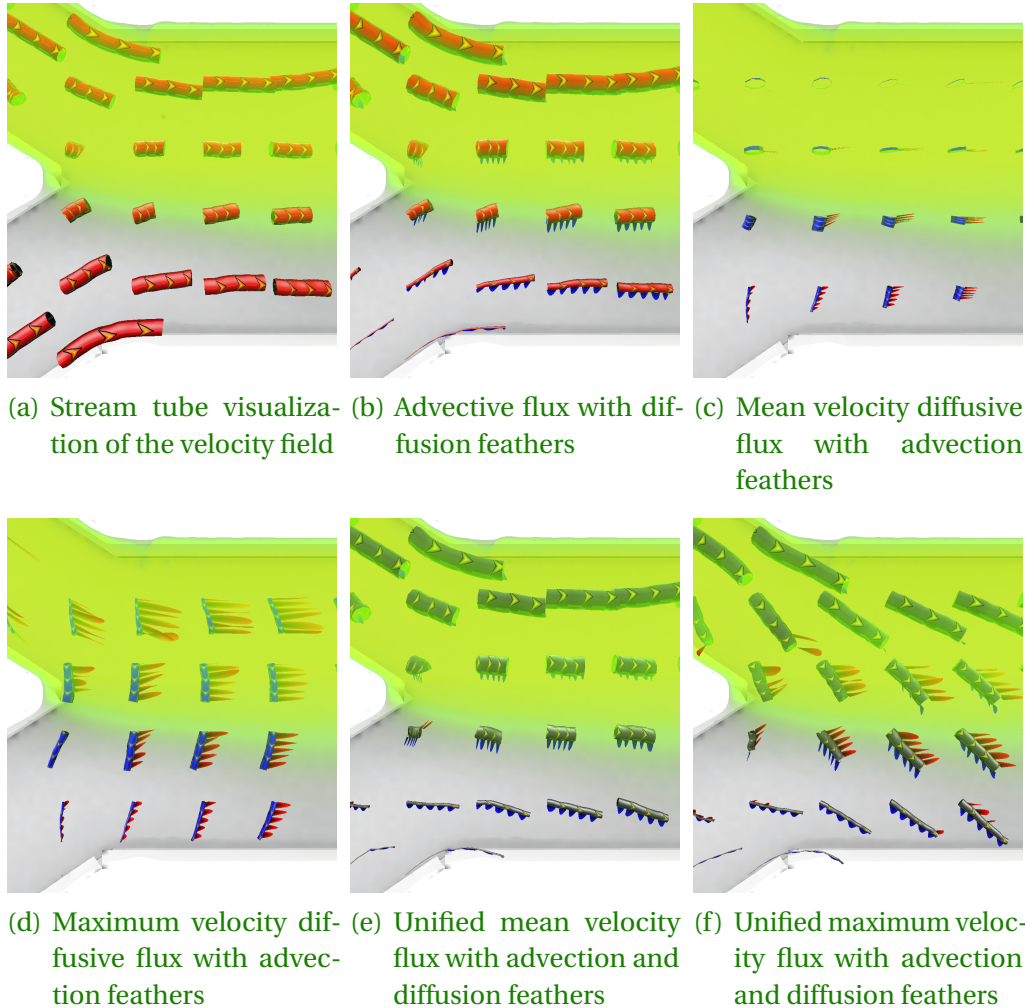 (a) Stream tube visualiza-
tion of the velocity field
(b) Advective flux with dif-
fusion feathers
(c) Mean velocity diffusive
flux with advection
feathers
(d) Maximum velocity dif-
fusive flux with advec-
tion feathers
(e) Unified mean velocity
flux with advection and
diffusion feathers
(f) Unified maximum veloc-
ity flux with advection
and diffusion feathers